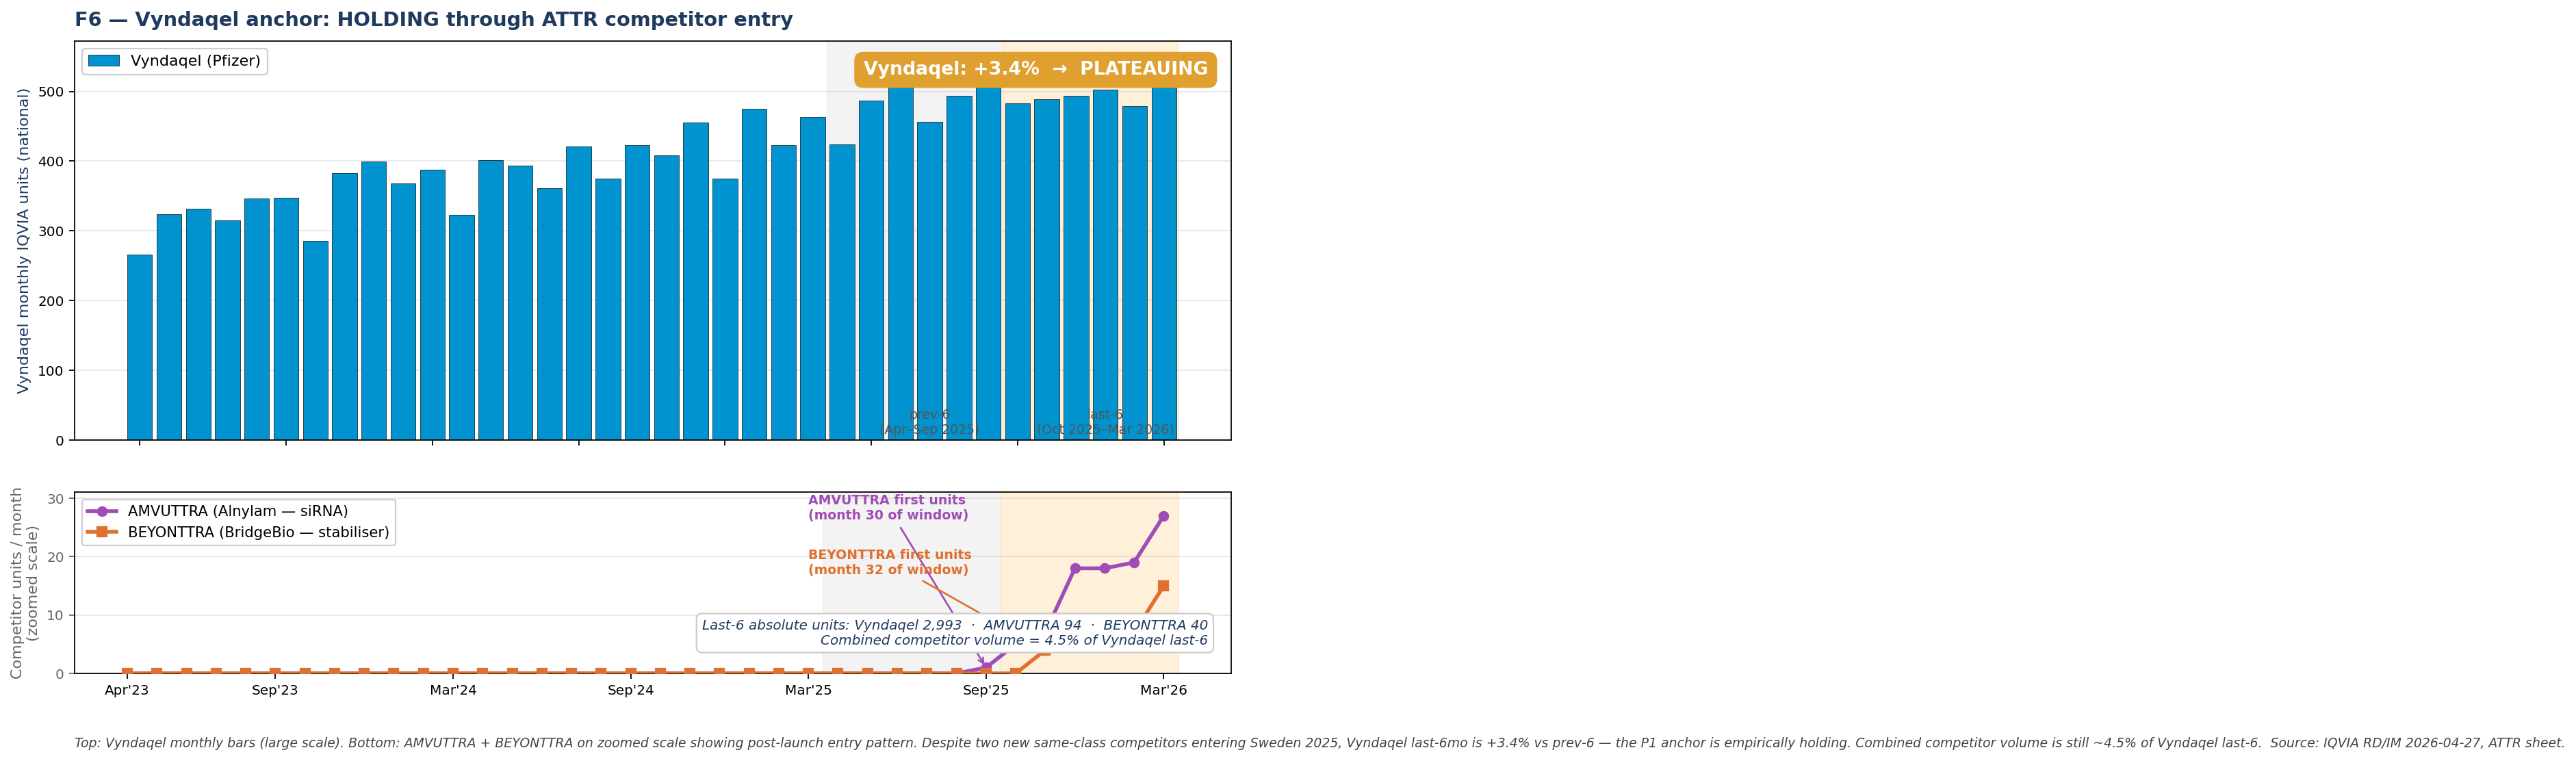 F6 — Vyndaqel anchor: HOLDING through ATTR competitor entry
Vyndaqel (Pfizer)
Vyndaqel: +3.4% → PLATEAUING
Vyndaqel monthly IQVIA units (national)
500
400
300
200
100
0
prev-6
(Apr–Sep 2025)
last-6
(Oct 2025–Mar 2026)
Competitor units / month
(zoomed scale)
30
20
10
0
AMVUTTRA (Alnylam — siRNA)
BEYONTTRA (BridgeBio — stabiliser)
AMVUTTRA first units
(month 30 of window)
BEYONTTRA first units
(month 32 of window)
Last-6 absolute units: Vyndaqel 2,993 · AMVUTTRA 94 · BEYONTTRA 40
Combined competitor volume = 4.5% of Vyndaqel last-6
Apr'23
Sep'23
Mar'24
Sep'24
Mar'25
Sep'25
Mar'26
Top: Vyndaqel monthly bars (large scale). Bottom: AMVUTTRA + BEYONTTRA on zoomed scale showing post-launch entry pattern. Despite two new same-class competitors entering Sweden 2025, Vyndaqel last-6mo is +3.4% vs prev-6 — the P1 anchor is empirically holding. Combined competitor volume is still ~4.5% of Vyndaqel last-6. Source: IQVIA RD/IM 2026-04-27, ATTR sheet.